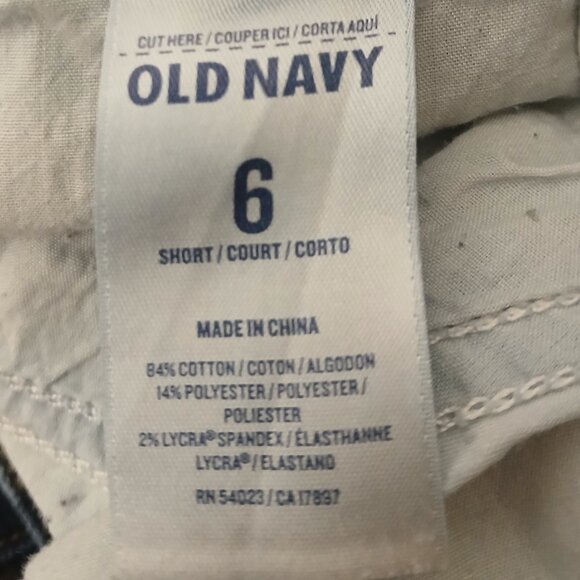 CUT HERE / COUPER ICI / CORTA AQUÍ
OLD NAVY
6
SHORT / COURT / CORTO
MADE IN CHINA
84% COTTON / COTON / ALGODON
14% POLYESTER / POLYESTER /
POLIESTER
2% LYCRA® SPANDEX / ÉLASTHANNE
LYCRA® / ELASTANO
RN 54023 / CA 17897